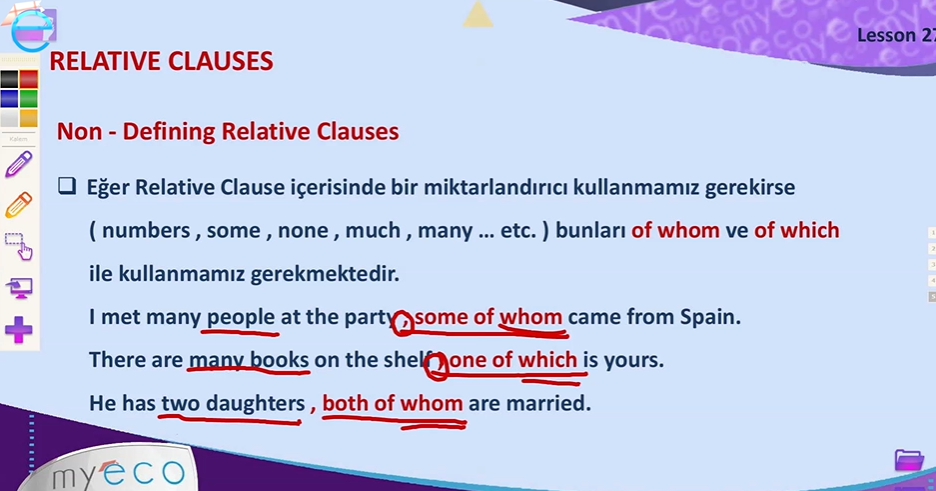 Lesson 27
RELATIVE CLAUSES
Non - Defining Relative Clauses
Eğer Relative Clause içerisinde bir miktarlandırıcı kullanmamız gerekirse
( numbers , some , none , much , many ... etc. ) bunları of whom ve of which
ile kullanmamız gerekmektedir.
I met many people at the party , some of whom came from Spain.
There are many books on the shelf , one of which is yours.
He has two daughters , both of whom are married.
myeco